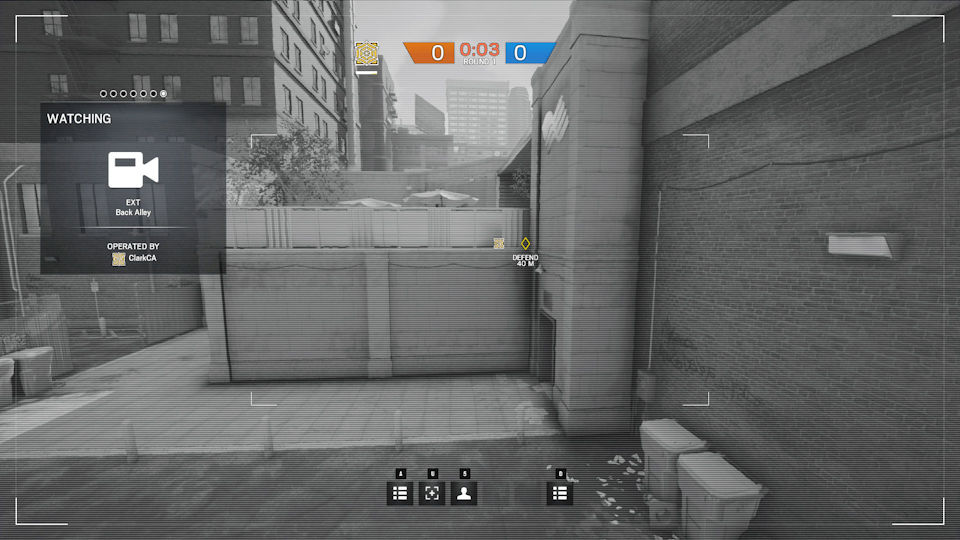 0 0:03 0
ROUND 1
WATCHING
EXT
Back Alley
OPERATED BY
ClarkCA
DEFEND
40 M
A U S D